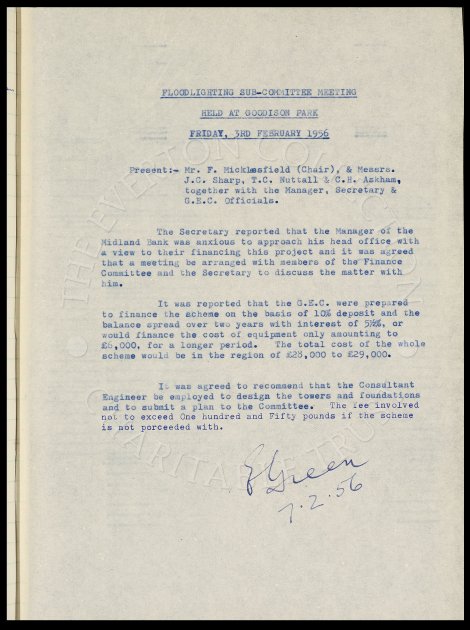 FLOODLIGHTING SUB-COMMITTEE MEETING
HELD AT GOODISON PARK
FRIDAY, 3RD FEBRUARY 1956
Present:- Mr. F. Micklesfield (Chair), & Messrs.
J.C. Sharp, T.C. Nuttall & C.H. Askham,
together with the Manager, Secretary &
G.E.C. Officials.
The Secretary reported that the Manager of the
Midland Bank was anxious to approach his head office with
a view to their financing this project and it was agreed
that a meeting be arranged with members of the Finance
Committee and the Secretary to discuss the matter with
him.
It was reported that the G.E.C. were prepared
to finance the scheme on the basis of 10% deposit and the
balance spread over two years with interest of 5½%, or
would finance the cost of equipment only amounting to
£6,000, for a longer period. The total cost of the whole
scheme would be in the region of £28,000 to £29,000.
It was agreed to recommend that the Consultant
Engineer be employed to design the towers and foundations
and to submit a plan to the Committee. The fee involved
not to exceed One hundred and Fifty pounds if the scheme
is not porceeded with.
E Green
7.2.56
THE EVERTON COLLECTION
CHARITABLE TRUST